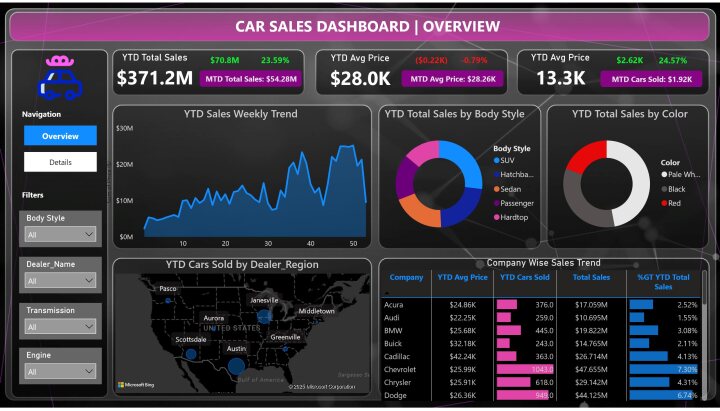 CAR SALES DASHBOARD | OVERVIEW
YTD Total Sales
$70.8M 23.59%
$371.2M
MTD Total Sales: $54.28M
YTD Avg Price
($0.22K) -0.79%
$28.0K
MTD Avg Price: $28.26K
YTD Avg Price
$2.62K 24.57%
13.3K
MTD Cars Sold: $1.92K
Navigation
Overview
Details
Filters
Body Style
All
Dealer_Name
All
Transmission
All
Engine
All
YTD Sales Weekly Trend
$30M
$20M
$10M
$0M
10 20 30 40 50
YTD Total Sales by Body Style
Body Style
SUV
Hatchba...
Sedan
Passenger
Hardtop
YTD Total Sales by Color
Color
Pale Wh...
Black
Red
YTD Cars Sold by Dealer_Region
Pasco
Janesville
Middletown
Aurora
UNITED STATES
Greenville
Scottsdale
Austin
Gulf of America
Microsoft Bing
© 2025 Microsoft Corporation
Company Wise Sales Trend
Company YTD Avg Price YTD Cars Sold Total Sales %GT YTD Total Sales
Acura $24.86K 376.0 $17.059M 2.52%
Audi $22.25K 259.0 $10.695M 1.55%
BMW $25.68K 445.0 $19.822M 3.08%
Buick $32.18K 243.0 $14.765M 2.11%
Cadillac $42.24K 363.0 $26.714M 4.13%
Chevrolet $25.99K 1043.0 $47.655M 7.30%
Chrysler $25.91K 618.0 $29.142M 4.31%
Dodge $26.36K 949.0 $44.125M 6.74%